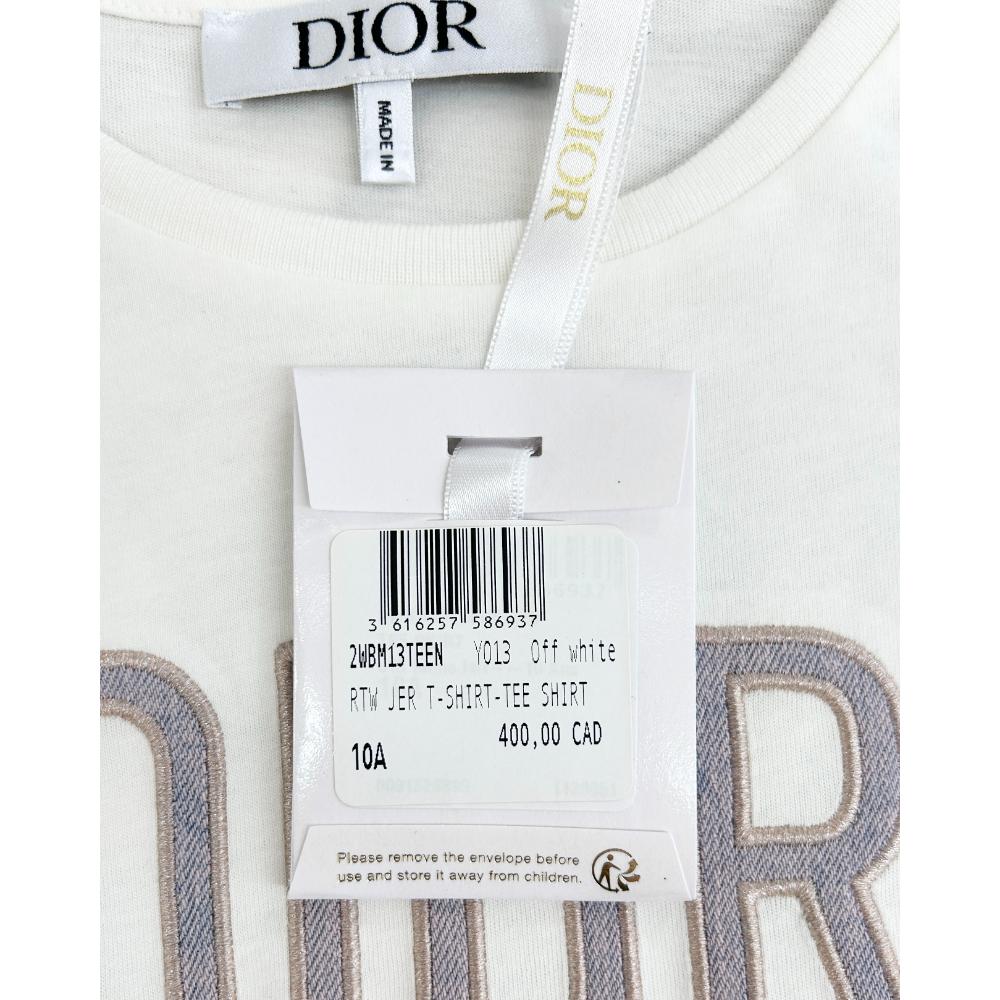 DIOR
MADE IN
DIOR
3 616257 586937
2WBM13TEEN Y013 Off white
RTW JER T-SHIRT-TEE SHIRT
400,00 CAD
10A
Please remove the envelope before
use and store it away from children.
DIOR